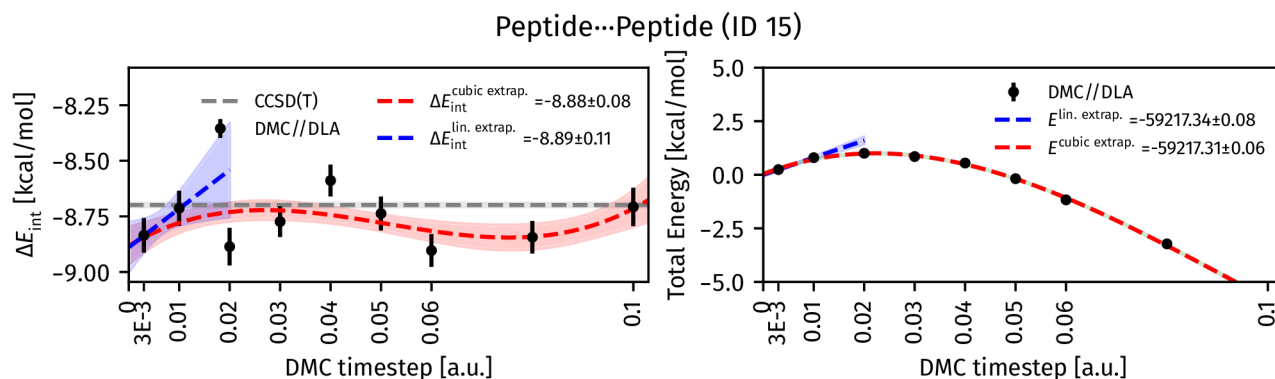 Peptide···Peptide (ID 15)
ΔE_int [kcal/mol]
−8.25
−8.50
−8.75
−9.00
CCSD(T)
DMC//DLA
ΔE_int^cubic extrap. =-8.88±0.08
ΔE_int^lin. extrap. =-8.89±0.11
0
3E-3
0.01
0.02
0.03
0.04
0.05
0.06
0.1
DMC timestep [a.u.]
Total Energy [kcal/mol]
5.0
2.5
0.0
−2.5
−5.0
DMC//DLA
E^lin. extrap. =-59217.34±0.08
E^cubic extrap. =-59217.31±0.06
0
3E-3
0.01
0.02
0.03
0.04
0.05
0.06
0.1
DMC timestep [a.u.]